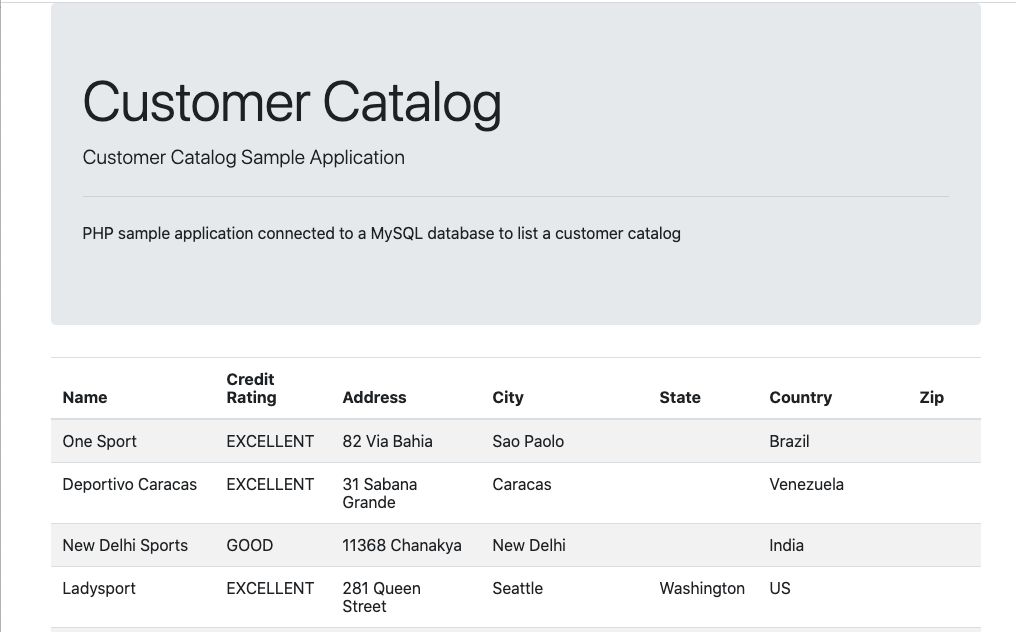 Customer Catalog
Customer Catalog Sample Application
PHP sample application connected to a MySQL database to list a customer catalog
Name Credit Rating Address City State Country Zip
One Sport EXCELLENT 82 Via Bahia Sao Paolo Brazil
Deportivo Caracas EXCELLENT 31 Sabana Grande Caracas Venezuela
New Delhi Sports GOOD 11368 Chanakya New Delhi India
Ladysport EXCELLENT 281 Queen Street Seattle Washington US